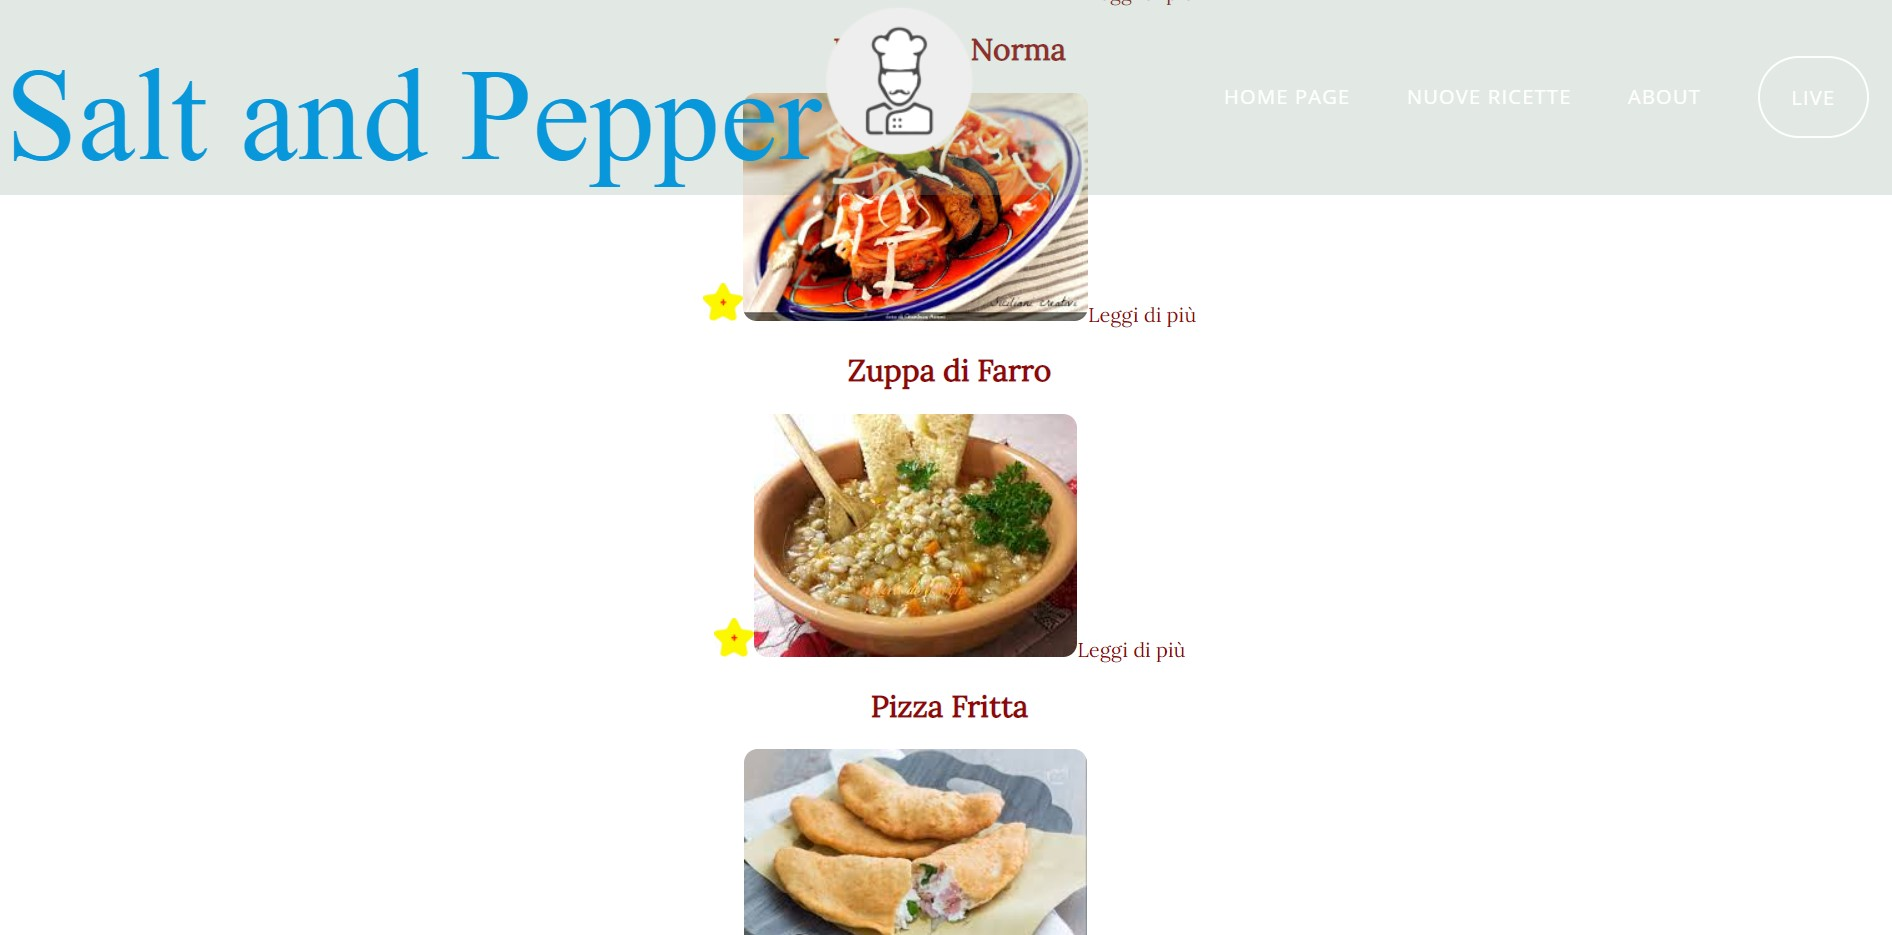 Norma
Salt and Pepper
HOME PAGE
NUOVE RICETTE
ABOUT
LIVE
Leggi di più
Zuppa di Farro
Leggi di più
Pizza Fritta